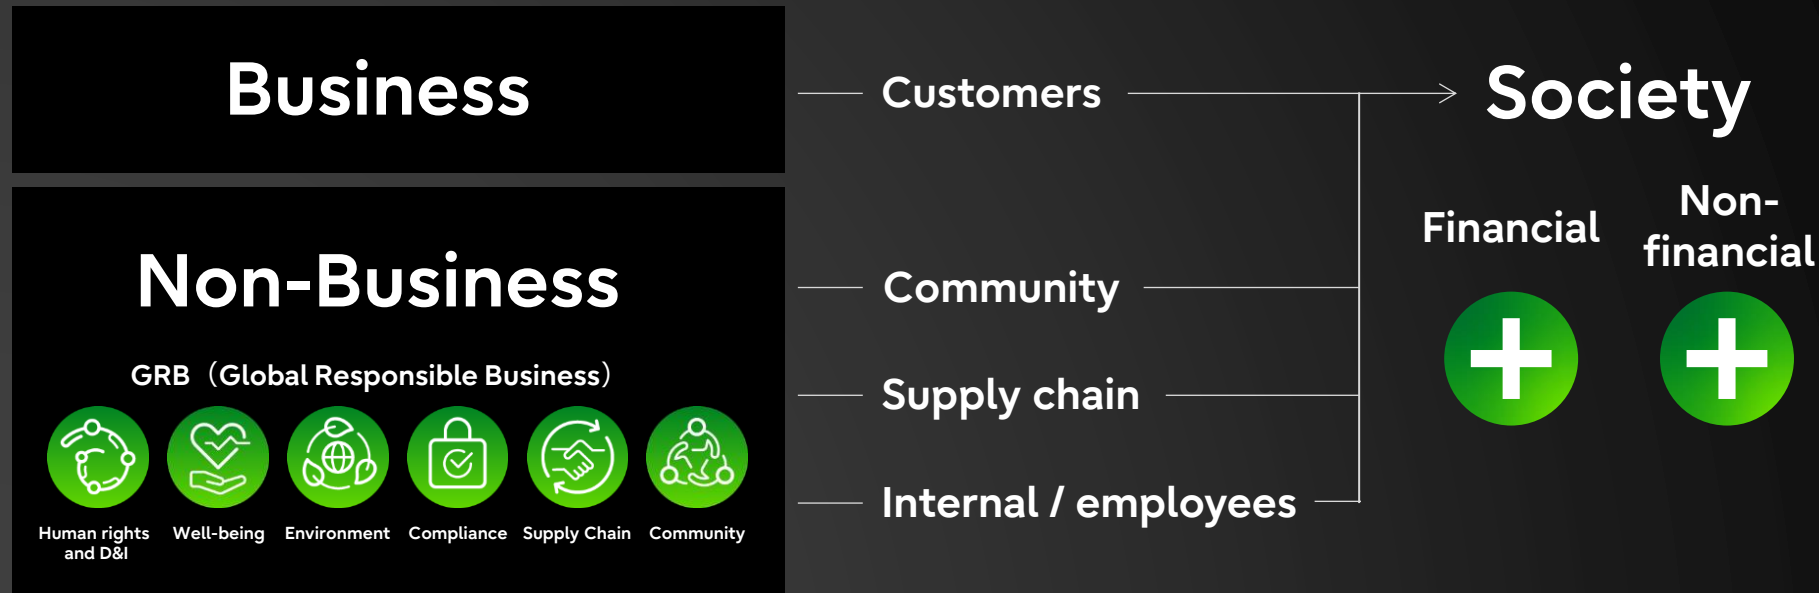 Business
Customers
Society
Non-Business
Financial
Non-
financial
Community
GRB（Global Responsible Business）
Supply chain
Internal / employees
Human rights
and D&I
Well-being
Environment
Compliance
Supply Chain
Community